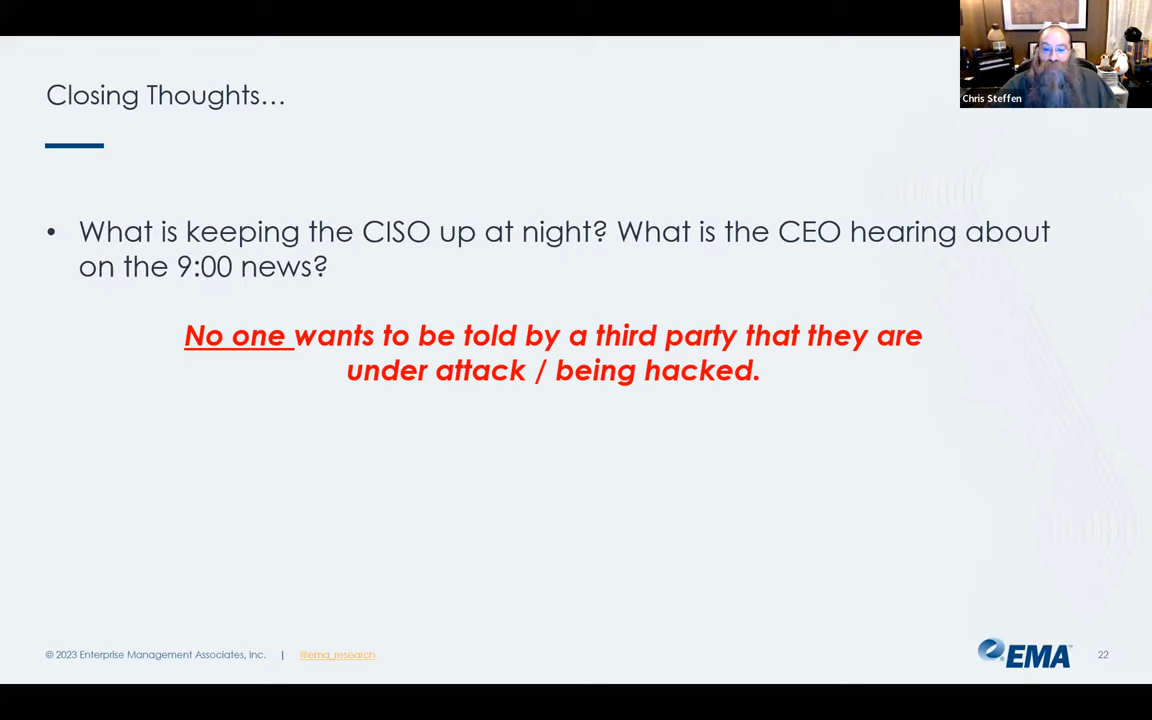 Chris Steffen
Closing Thoughts...
• What is keeping the CISO up at night? What is the CEO hearing about
on the 9:00 news?
No one wants to be told by a third party that they are
under attack / being hacked.
© 2023 Enterprise Management Associates, Inc. | @ema_research
EMA™ 22